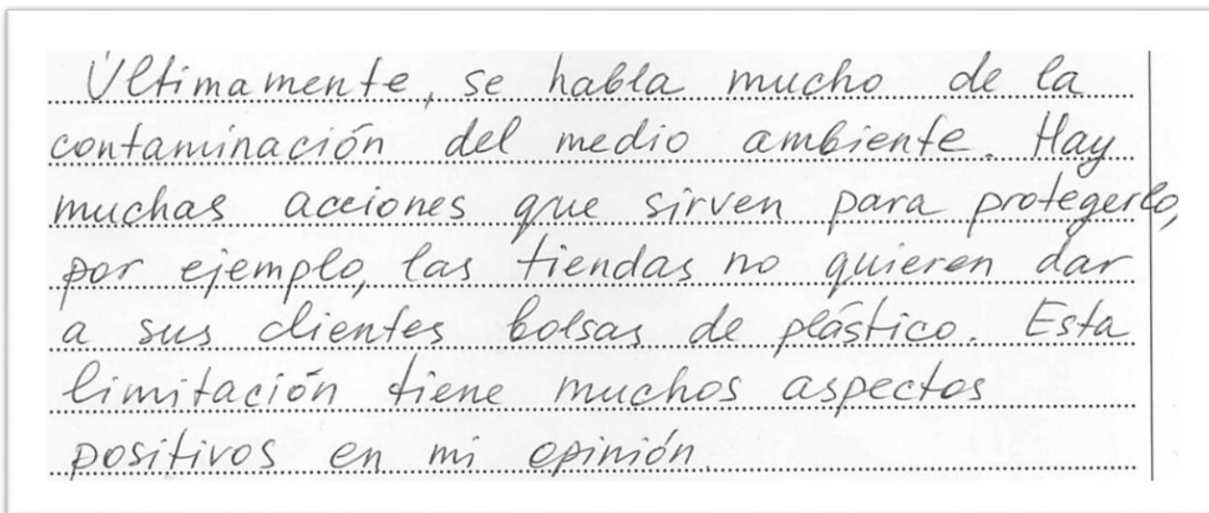 Últimamente, se habla mucho de la
contaminación del medio ambiente. Hay
muchas acciones que sirven para protegerlo,
por ejemplo, las tiendas no quieren dar
a sus clientes bolsas de plástico. Esta
limitación tiene muchos aspectos
positivos en mi opinión.